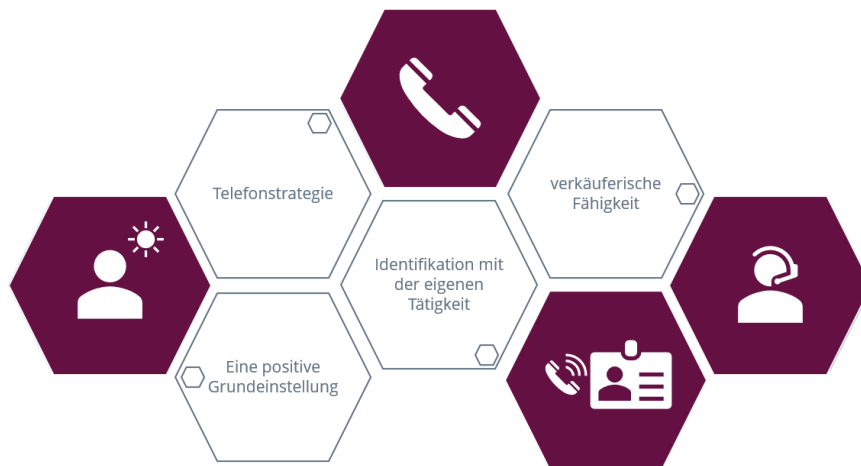 Telefonstrategie
verkäuferische
Fähigkeit
Identifikation mit
der eigenen
Tätigkeit
Eine positive
Grundeinstellung